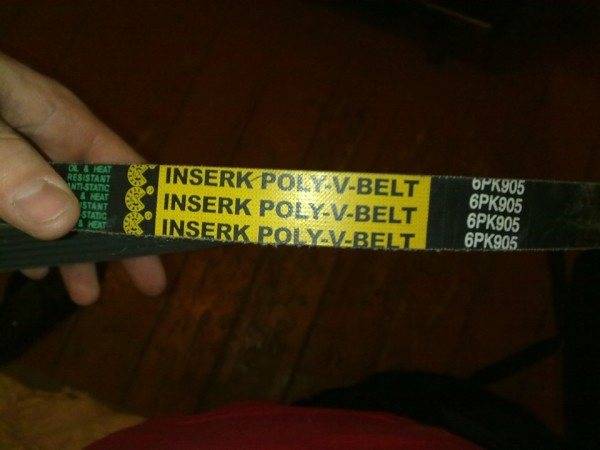 OIL & HEAT
RESISTANT
ANTI-STATIC
& HEAT
STATIC
& HEAT
INSERK POLY-V-BELT
INSERK POLY-V-BELT
INSERK POLY-V-BELT
6PK905
6PK905
6PK905
6PK905